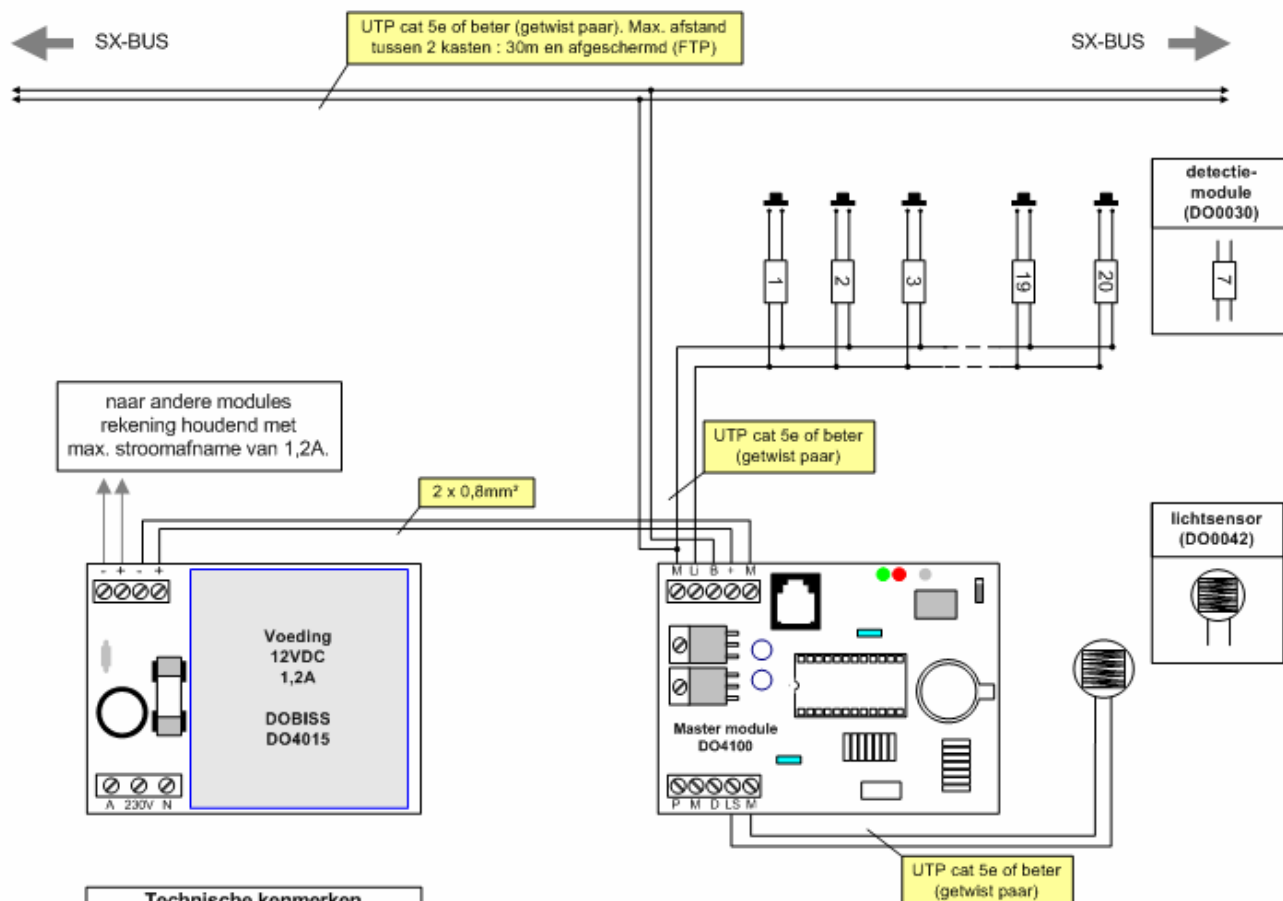 UTP cat 5e of beter (getwist paar). Max. afstand
tussen 2 kasten : 30m en afgeschermd (FTP)
SX-BUS
SX-BUS
detectie-
module
(DO0030)
7
1
2
3
19
20
naar andere modules
rekening houdend met
max. stroomafname van 1,2A.
UTP cat 5e of beter
(getwist paar)
2 x 0,8mm²
lichtsensor
(DO0042)
- + - +
M U B + M
Voeding
12VDC
1,2A
DOBISS
DO4015
Master module
DO4100
A 230V N
P M D LS M
UTP cat 5e of beter
(getwist paar)
Technische kenmerken